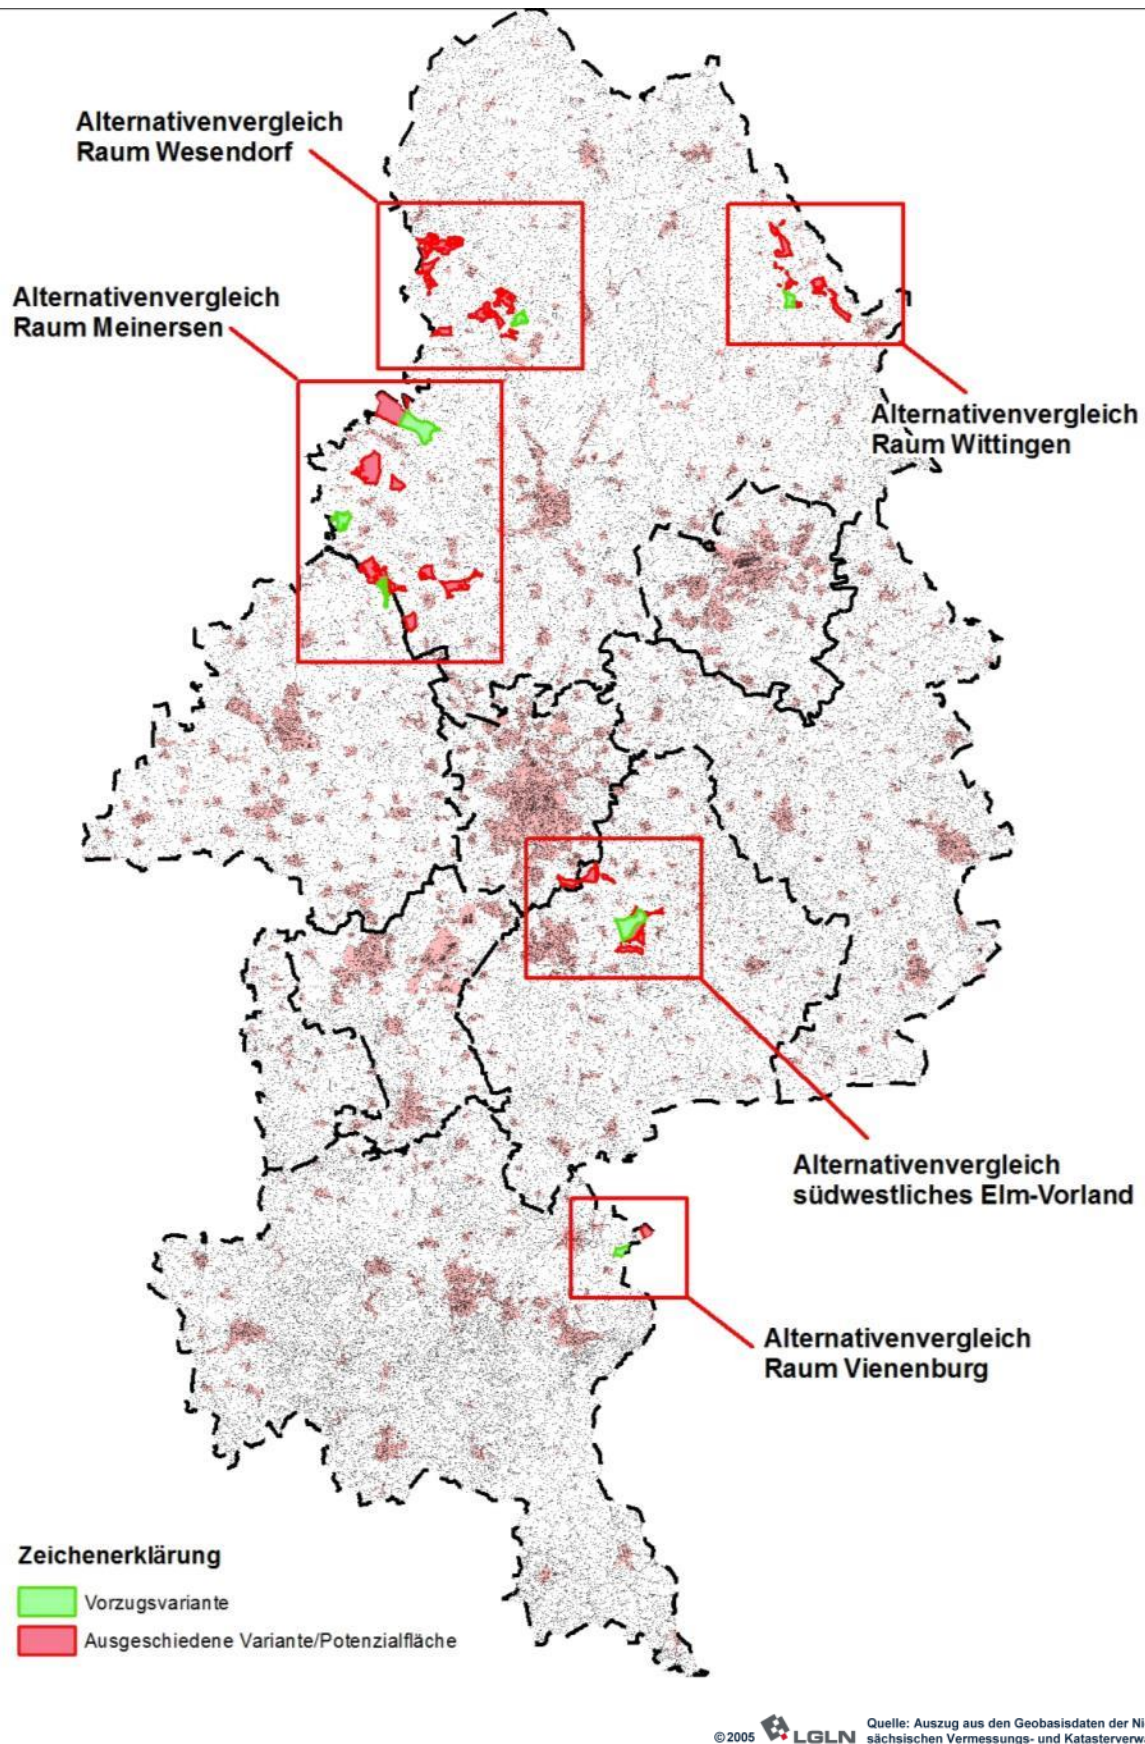 Alternativenvergleich
Raum Wesendorf
Alternativenvergleich
Raum Meinersen
Alternativenvergleich
Raum Wittingen
Alternativenvergleich
südwestliches Elm-Vorland
Alternativenvergleich
Raum Vienenburg
Zeichenerklärung
Vorzugsvariante
Ausgeschiedene Variante/Potenzialfläche
©2005 LGLN
Quelle: Auszug aus den Geobasisdaten der Ni
sächsischen Vermessungs- und Katasterverw